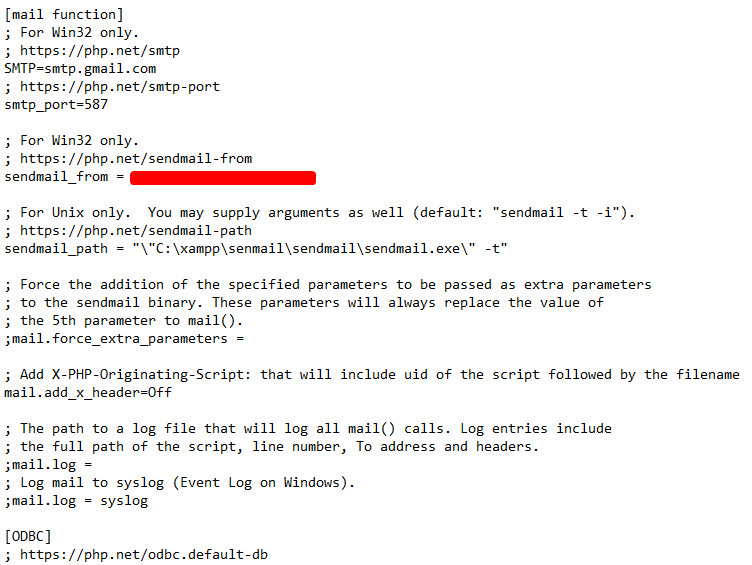 [mail function]
; For Win32 only.
; https://php.net/smtp
SMTP=smtp.gmail.com
; https://php.net/smtp-port
smtp_port=587

; For Win32 only.
; https://php.net/sendmail-from
sendmail_from =

; For Unix only.  You may supply arguments as well (default: "sendmail -t -i").
; https://php.net/sendmail-path
sendmail_path = "\"C:\xampp\senmail\sendmail\sendmail.exe\" -t"

; Force the addition of the specified parameters to be passed as extra parameters
; to the sendmail binary. These parameters will always replace the value of
; the 5th parameter to mail().
;mail.force_extra_parameters =

; Add X-PHP-Originating-Script: that will include uid of the script followed by the filename
mail.add_x_header=Off

; The path to a log file that will log all mail() calls. Log entries include
; the full path of the script, line number, To address and headers.
;mail.log =
; Log mail to syslog (Event Log on Windows).
;mail.log = syslog

[ODBC]
; https://php.net/odbc.default-db